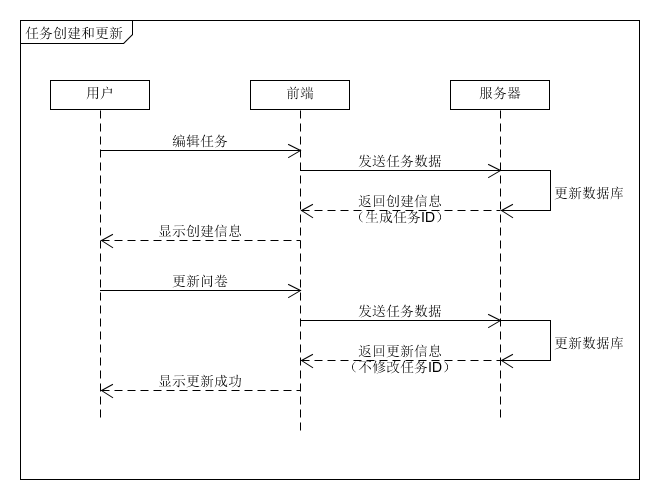 任务创建和更新
用户
前端
服务器
编辑任务
发送任务数据
更新数据库
返回创建信息
（生成任务ID）
显示创建信息
更新问卷
发送任务数据
更新数据库
返回更新信息
（不修改任务ID）
显示更新成功